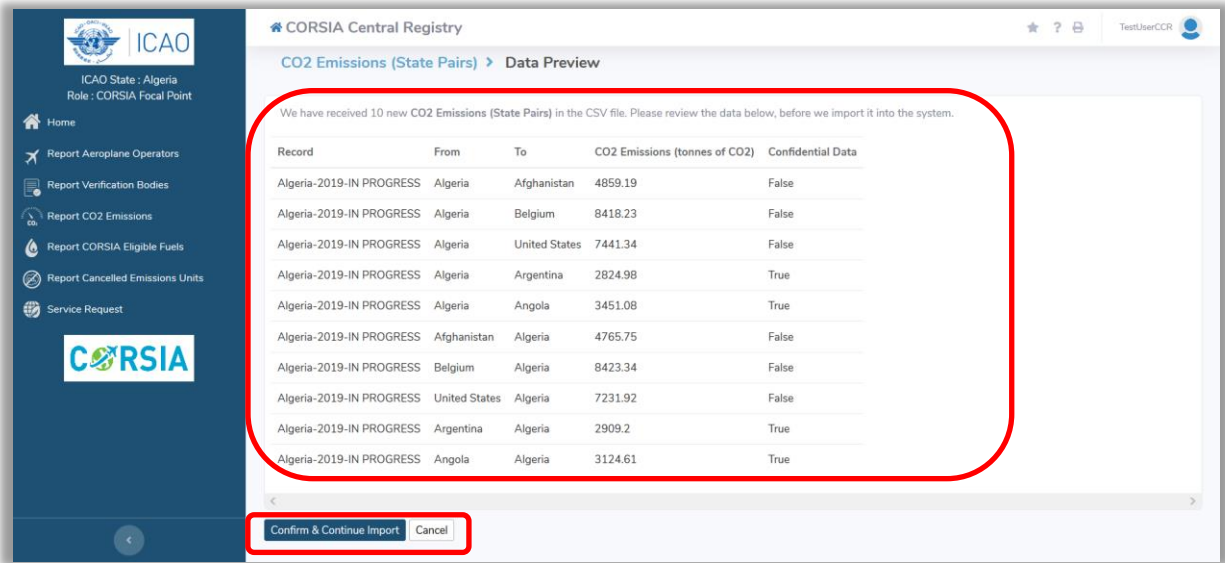 ICAO
ICAO State : Algeria
Role : CORSIA Focal Point
Home
Report Aeroplane Operators
Report Verification Bodies
CO₂
Report CO2 Emissions
Report CORSIA Eligible Fuels
Report Cancelled Emissions Units
Service Request
CORSIA
CORSIA Central Registry
? TestUserCCR
CO2 Emissions (State Pairs) > Data Preview
We have received 10 new CO2 Emissions (State Pairs) in the CSV file. Please review the data below, before we import it into the system.
Record From To CO2 Emissions (tonnes of CO2) Confidential Data
Algeria-2019-IN PROGRESS Algeria Afghanistan 4859.19 False
Algeria-2019-IN PROGRESS Algeria Belgium 8418.23 False
Algeria-2019-IN PROGRESS Algeria United States 7441.34 False
Algeria-2019-IN PROGRESS Algeria Argentina 2824.98 True
Algeria-2019-IN PROGRESS Algeria Angola 3451.08 True
Algeria-2019-IN PROGRESS Afghanistan Algeria 4765.75 False
Algeria-2019-IN PROGRESS Belgium Algeria 8423.34 False
Algeria-2019-IN PROGRESS United States Algeria 7231.92 False
Algeria-2019-IN PROGRESS Argentina Algeria 2909.2 True
Algeria-2019-IN PROGRESS Angola Algeria 3124.61 True
Confirm & Continue Import Cancel